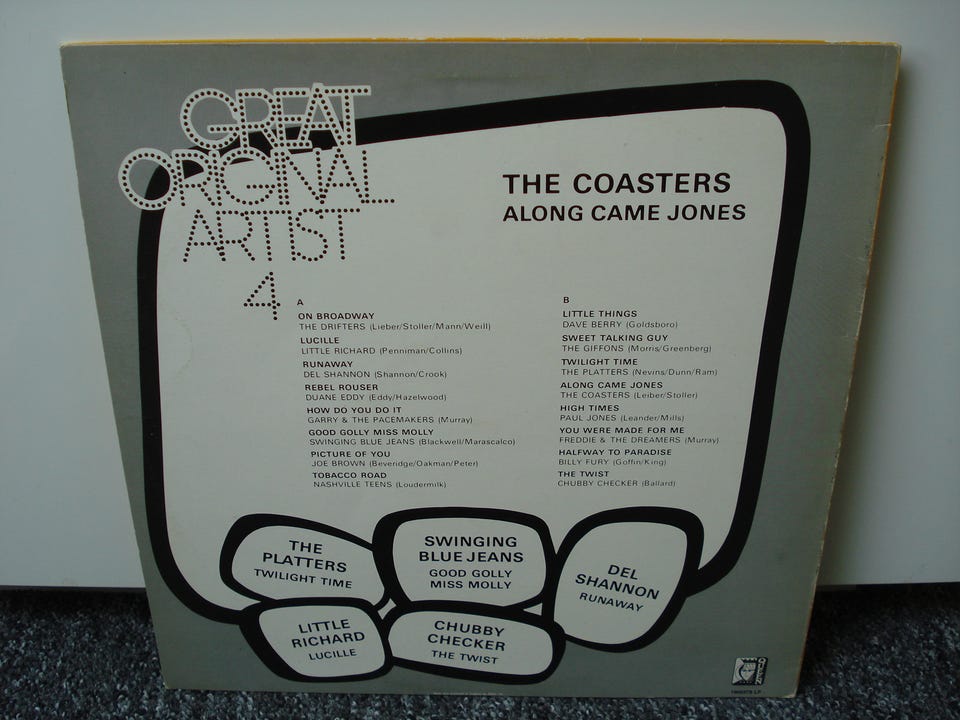 GREAT
ORIGINAL
ARTIST
4
THE COASTERS
ALONG CAME JONES
A
ON BROADWAY
THE DRIFTERS (Lieber/Stoller/Mann/Weill)
LUCILLE
LITTLE RICHARD (Penniman/Collins)
RUNAWAY
DEL SHANNON (Shannon/Crook)
REBEL ROUSER
DUANE EDDY (Eddy/Hazelwood)
HOW DO YOU DO IT
GARRY & THE PACEMAKERS (Murray)
GOOD GOLLY MISS MOLLY
SWINGING BLUE JEANS (Blackwell/Marascalco)
PICTURE OF YOU
JOE BROWN (Beveridge/Oakman/Peter)
TOBACCO ROAD
NASHVILLE TEENS (Loudermilk)
B
LITTLE THINGS
DAVE BERRY (Goldsboro)
SWEET TALKING GUY
THE GIFFONS (Morris/Greenberg)
TWILIGHT TIME
THE PLATTERS (Nevins/Dunn/Ram)
ALONG CAME JONES
THE COASTERS (Leiber/Stoller)
HIGH TIMES
PAUL JONES (Leander/Mills)
YOU WERE MADE FOR ME
FREDDIE & THE DREAMERS (Murray)
HALFWAY TO PARADISE
BILLY FURY (Goffin/King)
THE TWIST
CHUBBY CHECKER (Ballard)
THE
PLATTERS
TWILIGHT TIME
SWINGING
BLUE JEANS
GOOD GOLLY
MISS MOLLY
DEL
SHANNON
RUNAWAY
LITTLE
RICHARD
LUCILLE
CHUBBY
CHECKER
THE TWIST